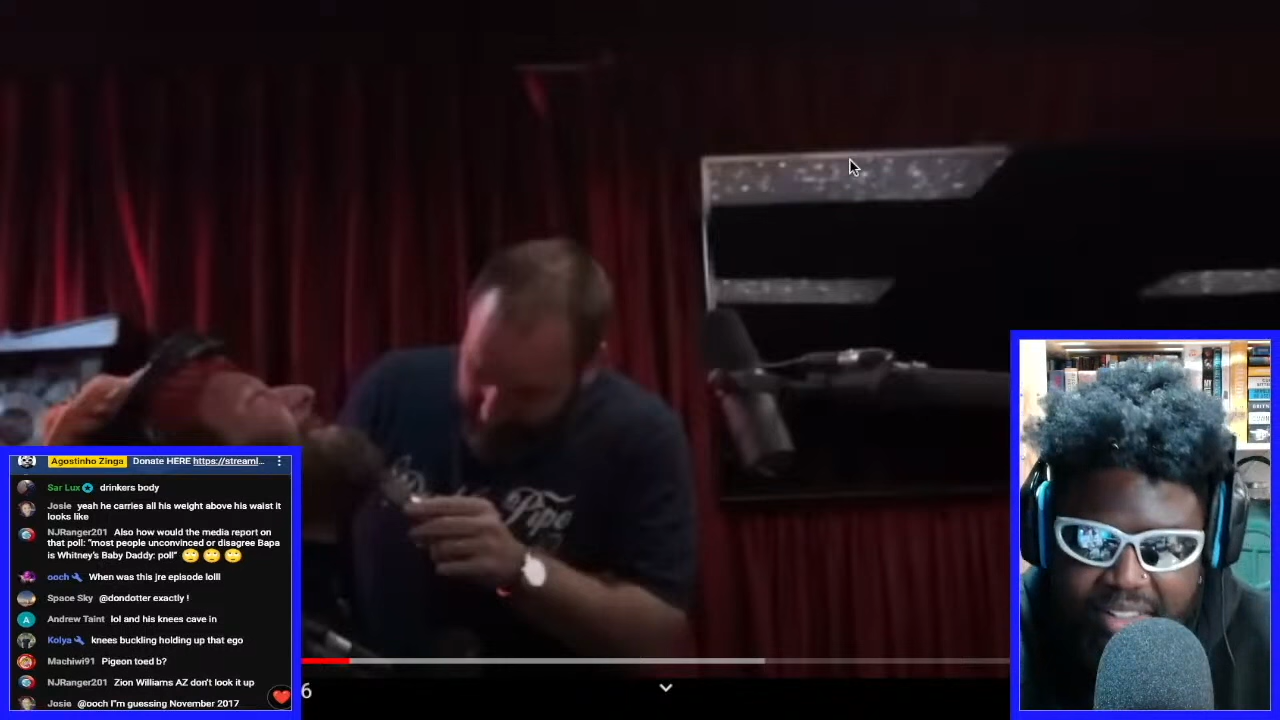 Pipe
Agostinho Zinga Donate HERE https://streaml...
Sar Lux drinkers body
Josie yeah he carries all his weight above his waist it
looks like
NJRanger201 Also how would the media report on
that poll: “most people unconvinced or disagree Bapa
is Whitney's Baby Daddy: poll” 🙄 🙄 🙄
ooch When was this jre episode lolll
Space Sky @dondotter exactly !
A Andrew Taint lol and his knees cave in
Kolya knees buckling holding up that ego
Machiwi91 Pigeon toed b?
NJRanger201 Zion Williams AZ don't look it up
Josie @ooch I"m guessing November 2017
6